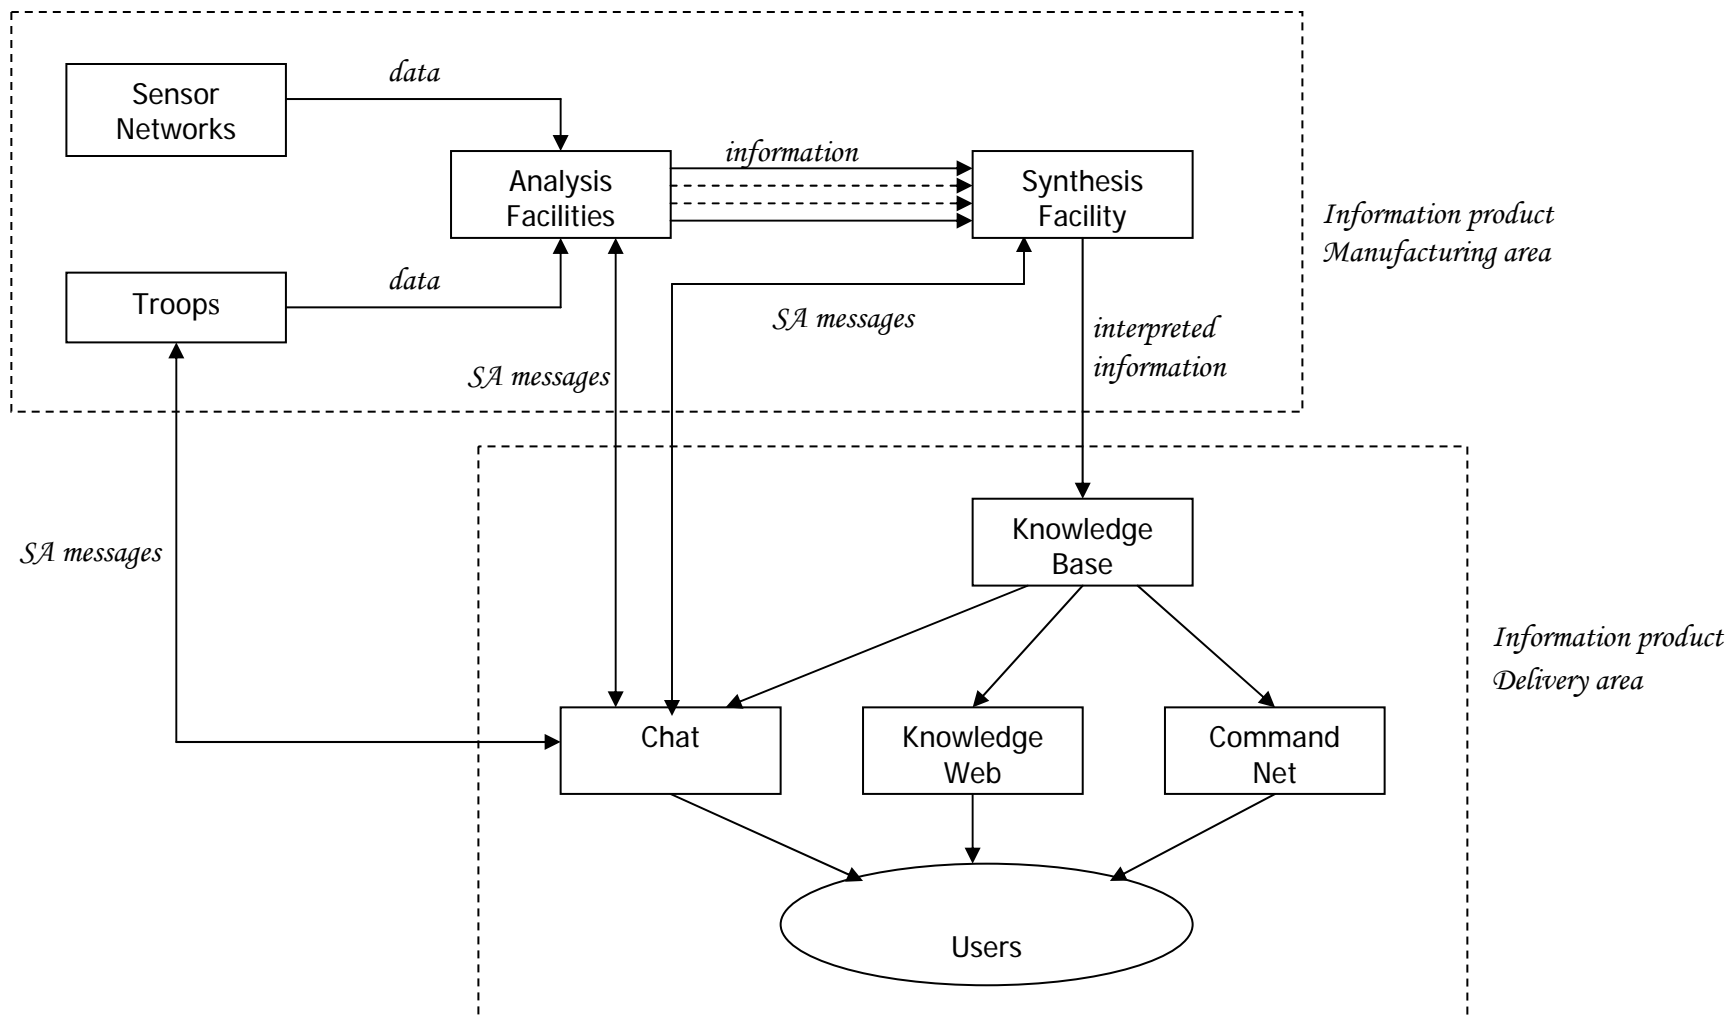 data
Sensor
Networks
information
Analysis
Facilities
Synthesis
Facility
Information product
Manufacturing area
data
Troops
SA messages
interpreted
information
SA messages
SA messages
Knowledge
Base
Information product
Delivery area
Chat
Knowledge
Web
Command
Net
Users